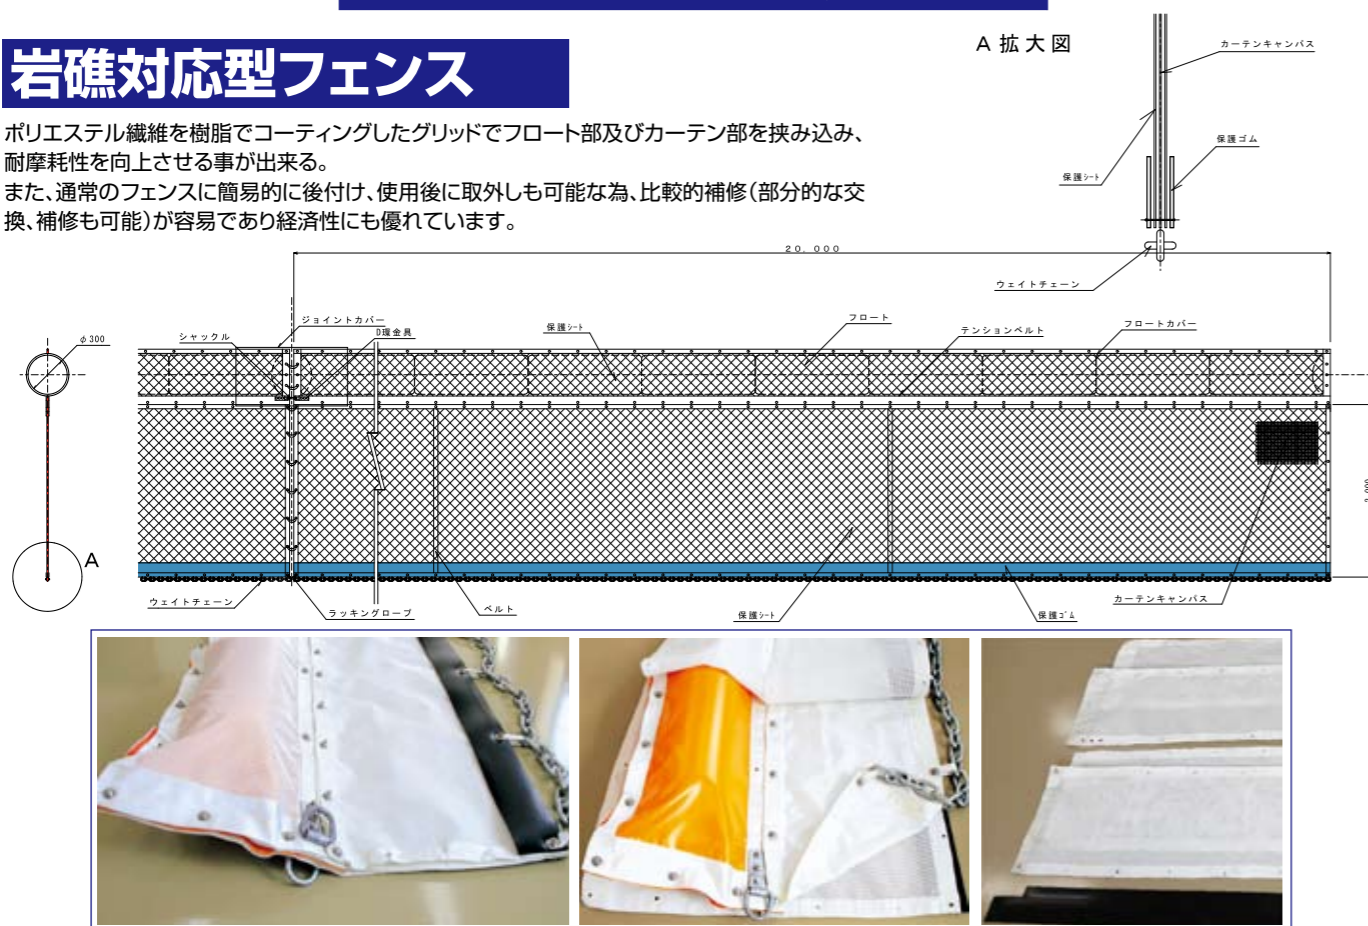 岩礁対応型フェンス
ポリエステル繊維を樹脂でコーティングしたグリッドでフロート部及びカーテン部を挟み込み、
耐摩耗性を向上させる事が出来る。
また、通常のフェンスに簡易的に後付け、使用後に取外しも可能な為、比較的補修（部分的な交
換、補修も可能）が容易であり経済性にも優れています。
A 拡大図
カーテンキャンバス
保護ゴム
保護シート
ウェイトチェーン
20.000
φ300
シャックル
ジョイントカバー
D環金具
保護シート
フロート
テンションベルト
フロートカバー
A
ウェイトチェーン
ラッキングロープ
ベルト
保護シート
保護ゴム
カーテンキャンバス